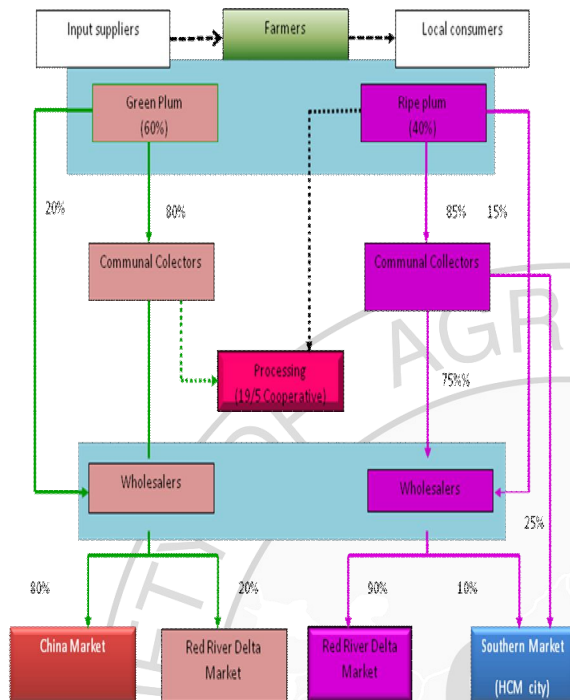 Input suppliers
Farmers
Local consumers
Green Plum
(60%)
Ripe plum
(40%)
20%
80%
85%
15%
Communal Colectors
Communal Collectors
Processing
(19/5 Cooperative)
75%%
Wholesalers
Wholesalers
25%
80%
20%
90%
10%
China Market
Red River Delta
Market
Red River Delta
Market
Southern Market
(HCM city)
AGR